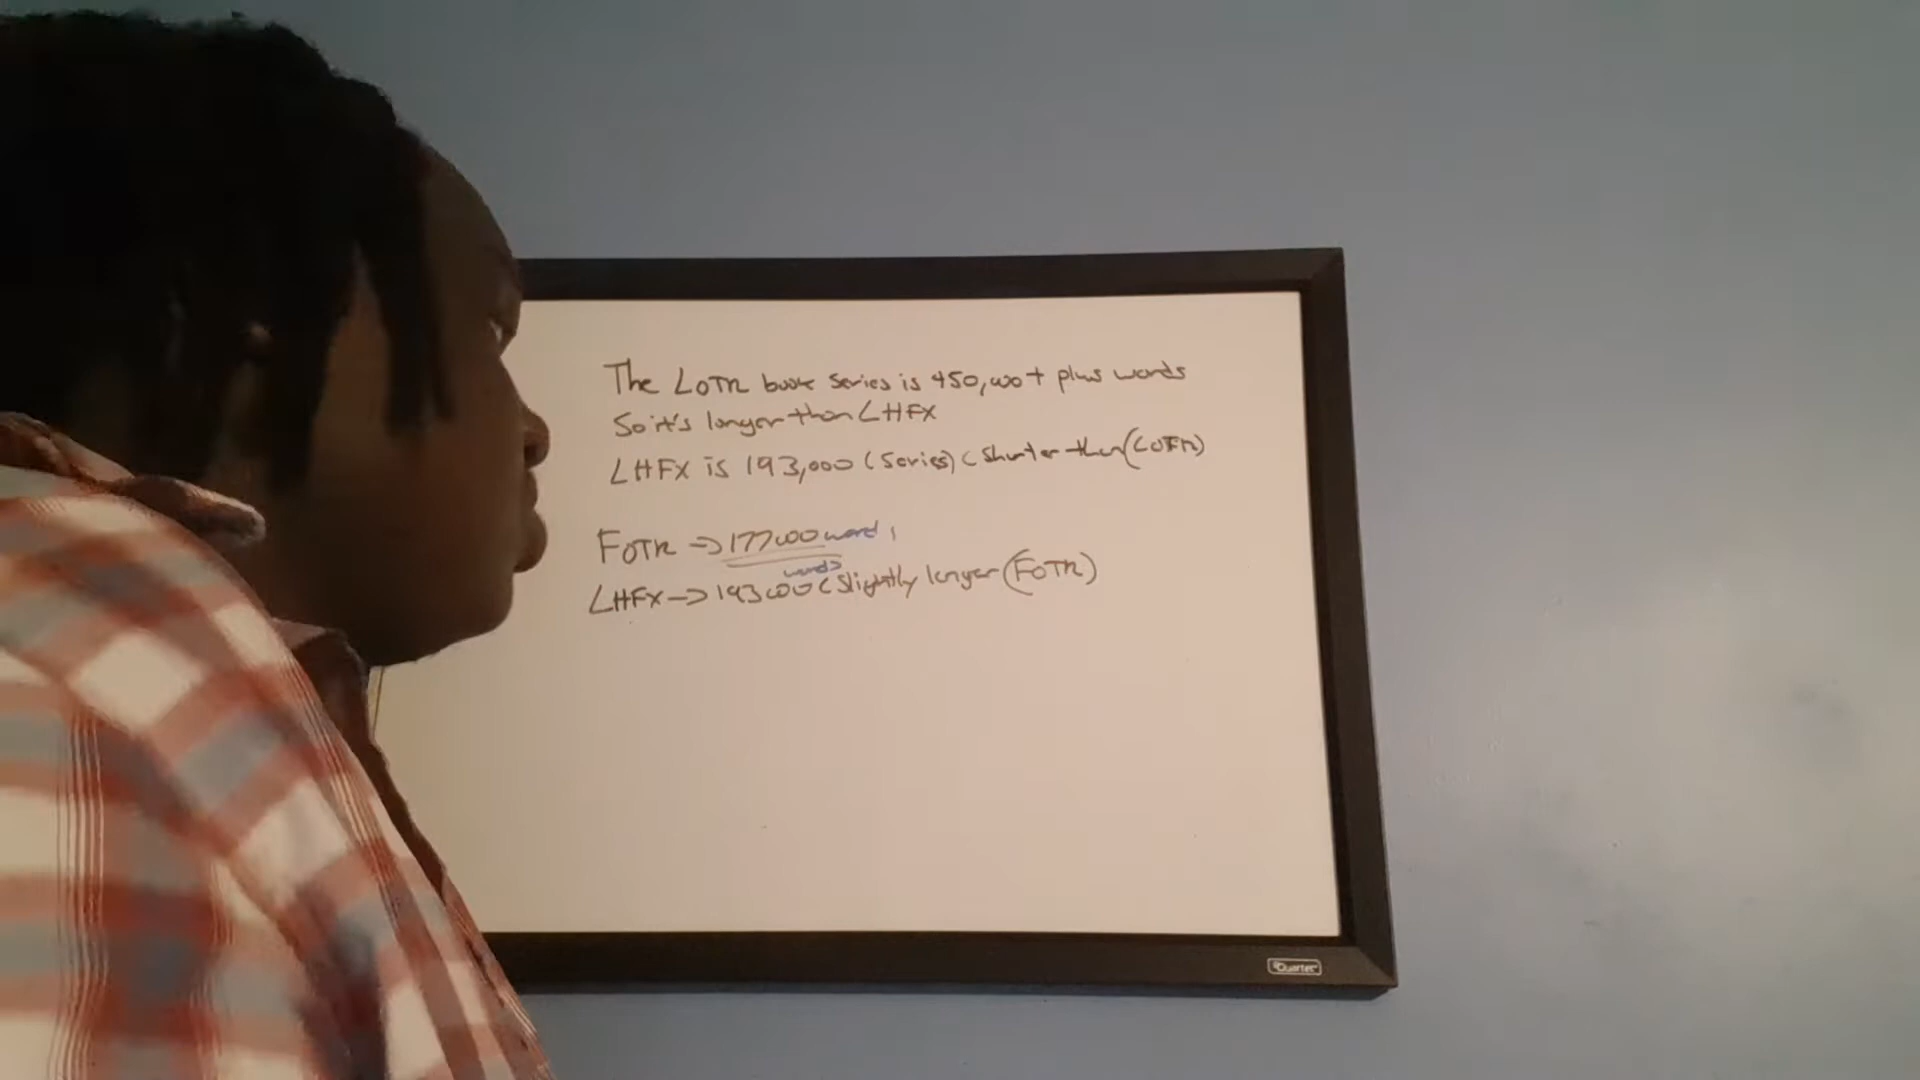 The LOTR book series is 450,000+ plus words
So it's longer than LHFX
LHFX is 193,000 (Series) (Shorter than (LOTR)
FOTR → 177000 words
words
LHFX → 193000 (Slightly longer (FOTR)
Quartet